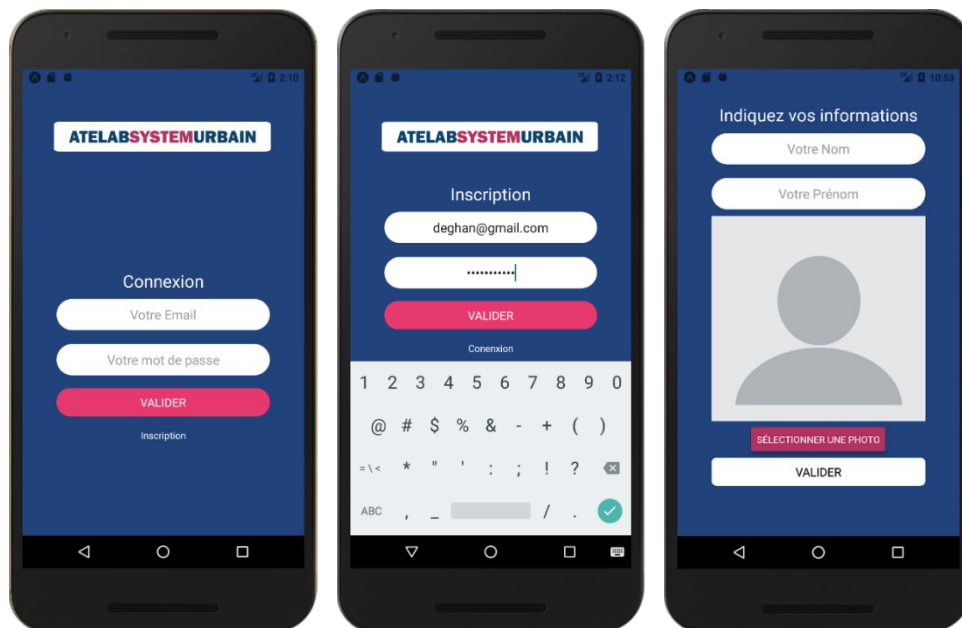 2:10
ATELABSYSTEMURBAIN
Connexion
Votre Email
Votre mot de passe
VALIDER
Inscription
2:12
ATELABSYSTEMURBAIN
Inscription
deghan@gmail.com
•••••••••••
VALIDER
Conenxion
1 2 3 4 5 6 7 8 9 0
@ # $ % & - + ( )
= \ < * " ' : ; ! ?
ABC , _ / .
10:53
Indiquez vos informations
Votre Nom
Votre Prénom
SÉLECTIONNER UNE PHOTO
VALIDER